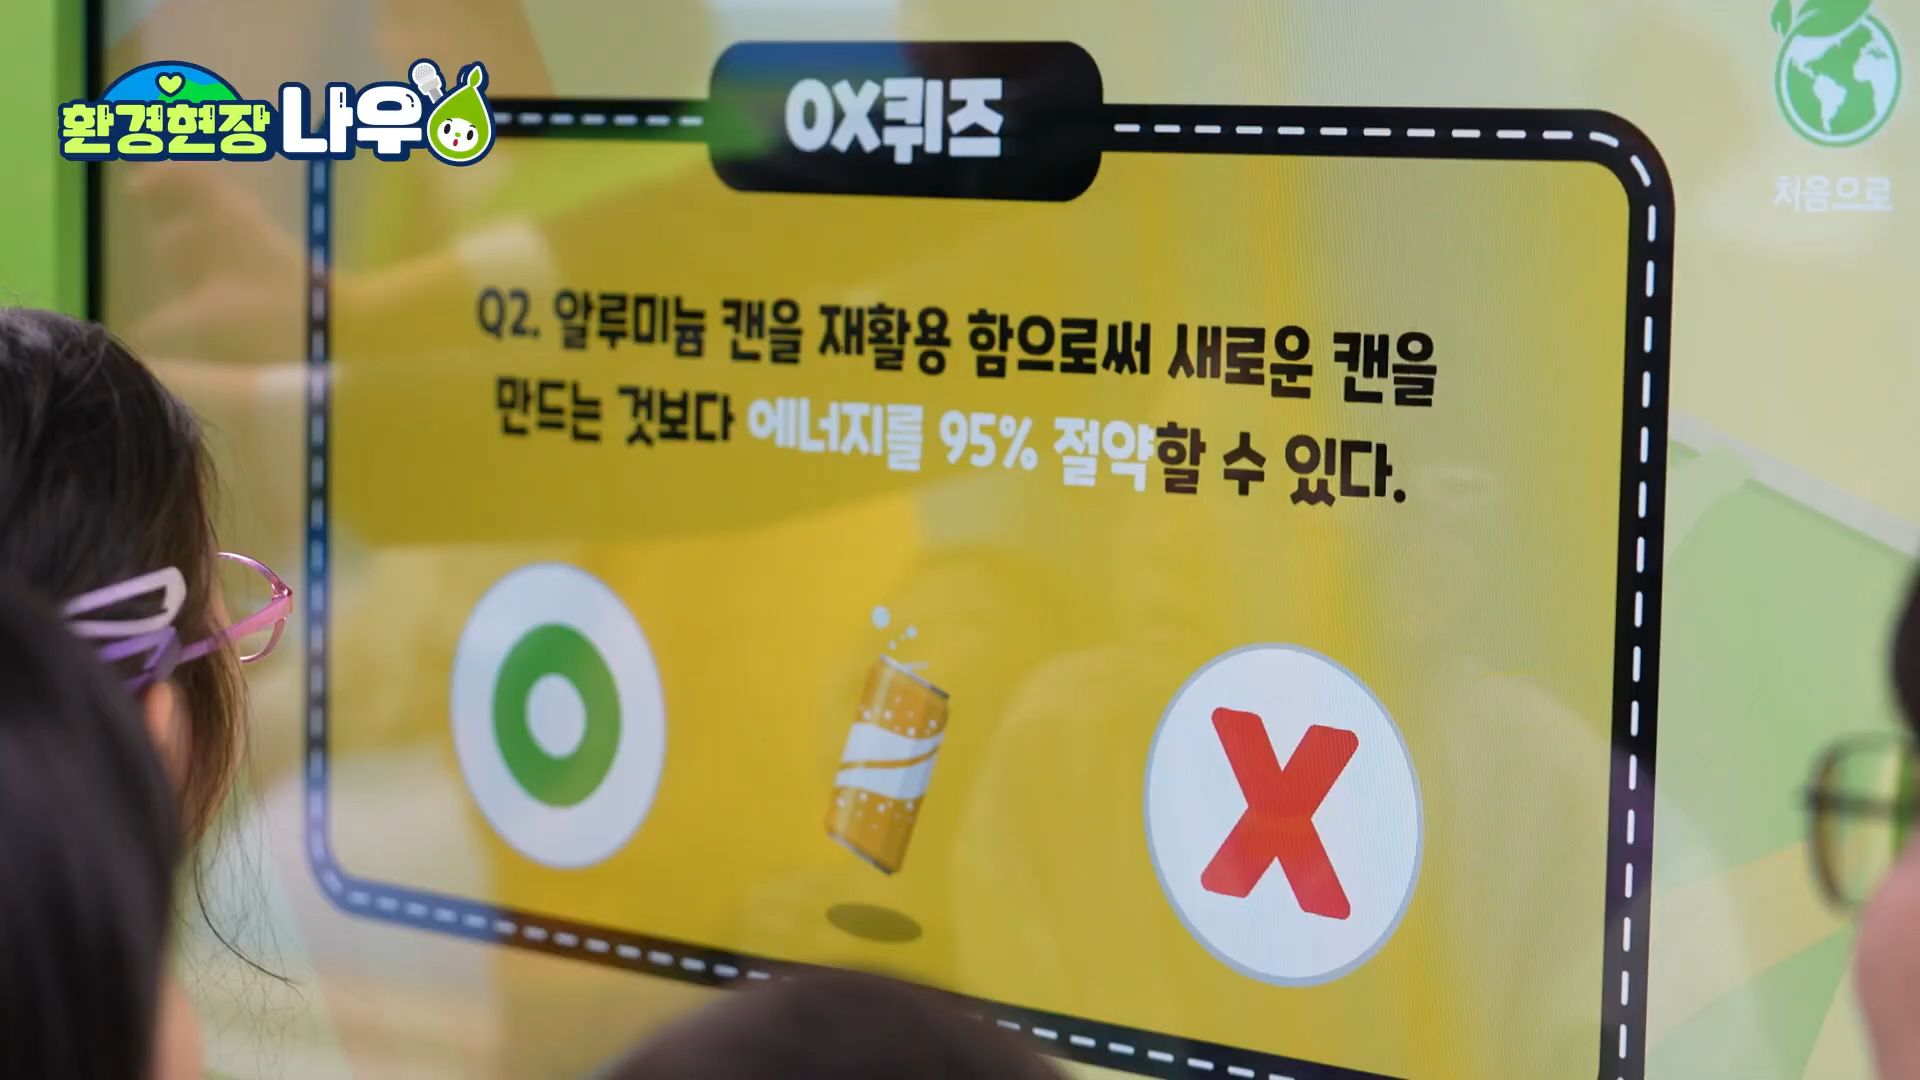 환경현장 나우
OX퀴즈
처음으로
Q2. 알루미늄 캔을 재활용 함으로써 새로운 캔을
만드는 것보다 에너지를 95% 절약할 수 있다.
O
X